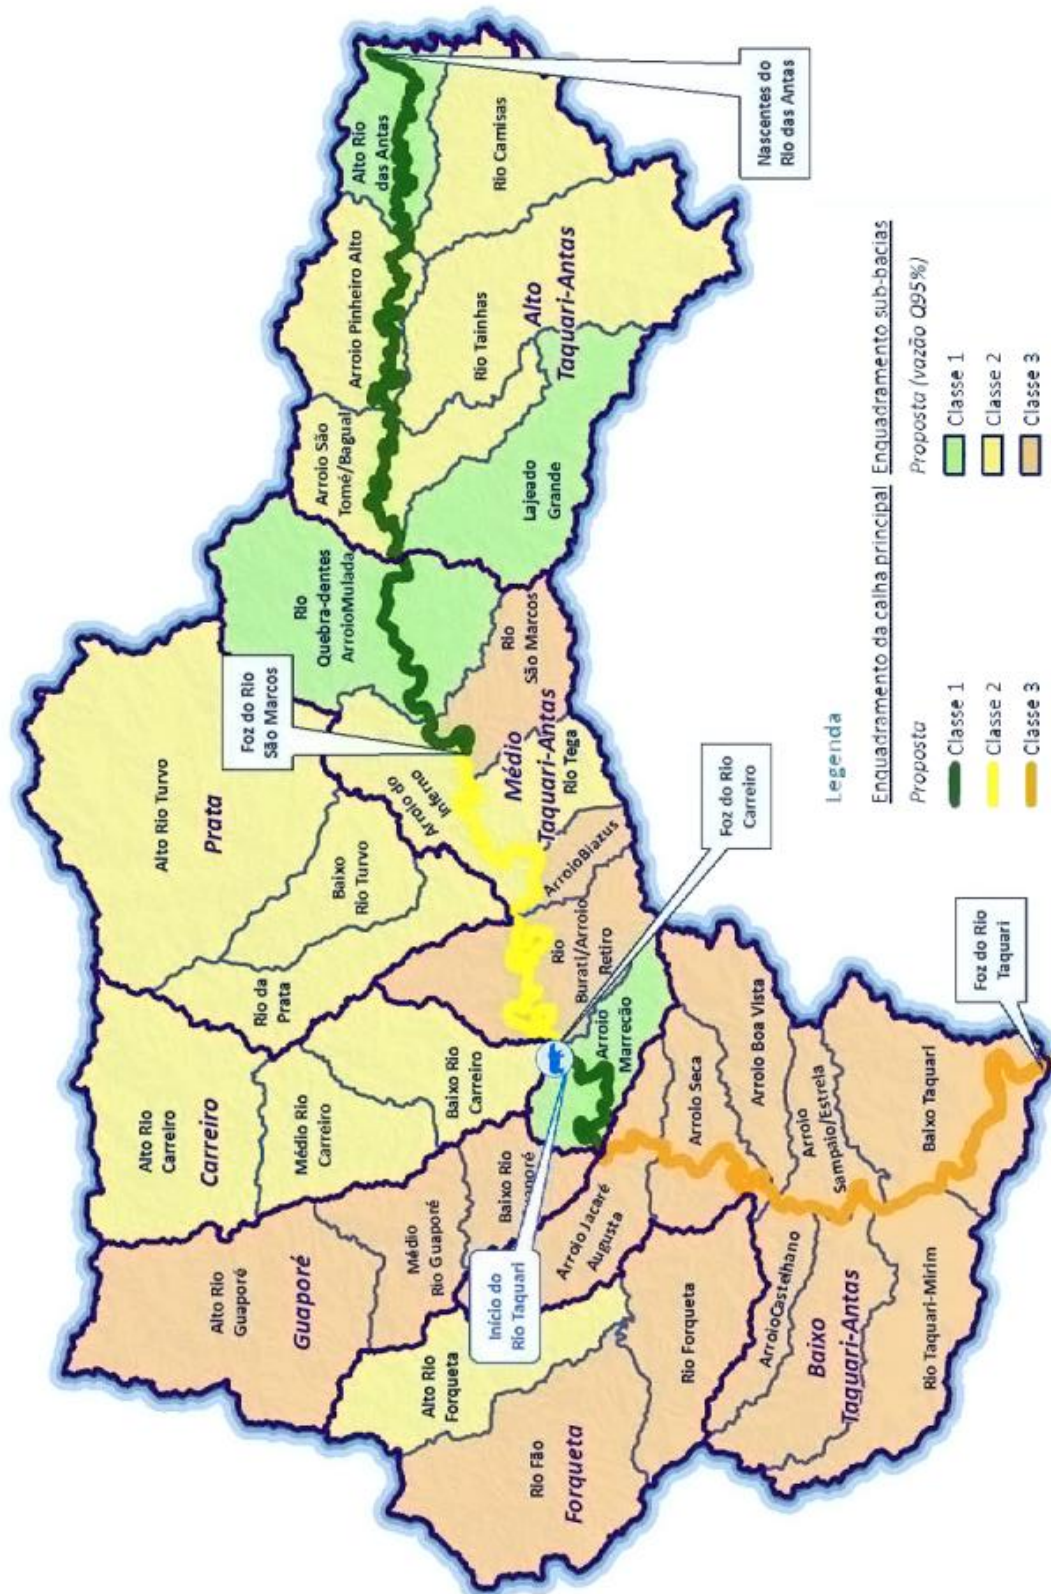 Alto Rio
Guaporé
Guaporé
Médio
Rio Guaporé
Baixo Rio
Guaporé
Alto Rio
Carreiro
Carreiro
Médio Rio
Carreiro
Baixo Rio
Carreiro
Alto Rio Turvo
Prata
Baixo
Rio Turvo
Rio da
Prata
Foz do Rio
São Marcos
Rio
Quebra-dentes
ArroioMulada
Arroio São
Tomé/Bagual
Arroio Pinheiro Alto
Alto Rio
das Antas
Rio Camisas
Rio Tainhas
Alto
Taquari-Antas
Lajeado
Grande
Nascentes do
Rio das Antas
Rio
São Marcos
Médio
Taquari-Antas
Rio Tega
Arroio do
Inferno
ArroioBiazus
Rio
Burati/Arroio
Retiro
Arroio
Marrecão
Início do
Rio Taquari
Foz do Rio
Carreiro
Alto Rio
Forqueta
Rio Fão
Forqueta
Rio Forqueta
Arroio Jacaré
Augusta
Arroio Seca
Arroio Boa Vista
Arroio
Sampaio/Estrela
ArroioCastelhano
Baixo
Taquari-Antas
Rio Taquari-Mirim
Baixo Taquari
Foz do Rio
Taquari
Legenda
Enquadramento da calha principal
Proposta
Classe 1
Classe 2
Classe 3
Enquadramento sub-bacias
Proposta (vazão Q95%)
Classe 1
Classe 2
Classe 3